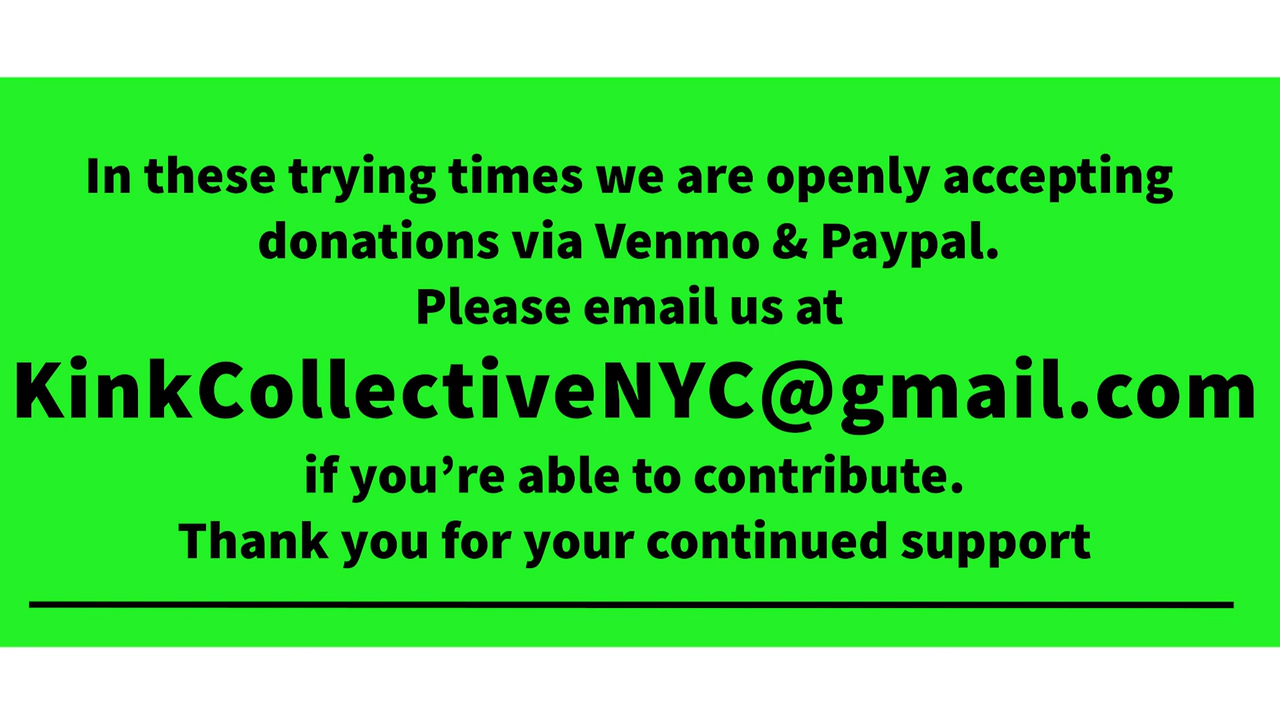 In these trying times we are openly accepting
donations via Venmo & Paypal.
Please email us at
KinkCollectiveNYC@gmail.com
if you’re able to contribute.
Thank you for your continued support